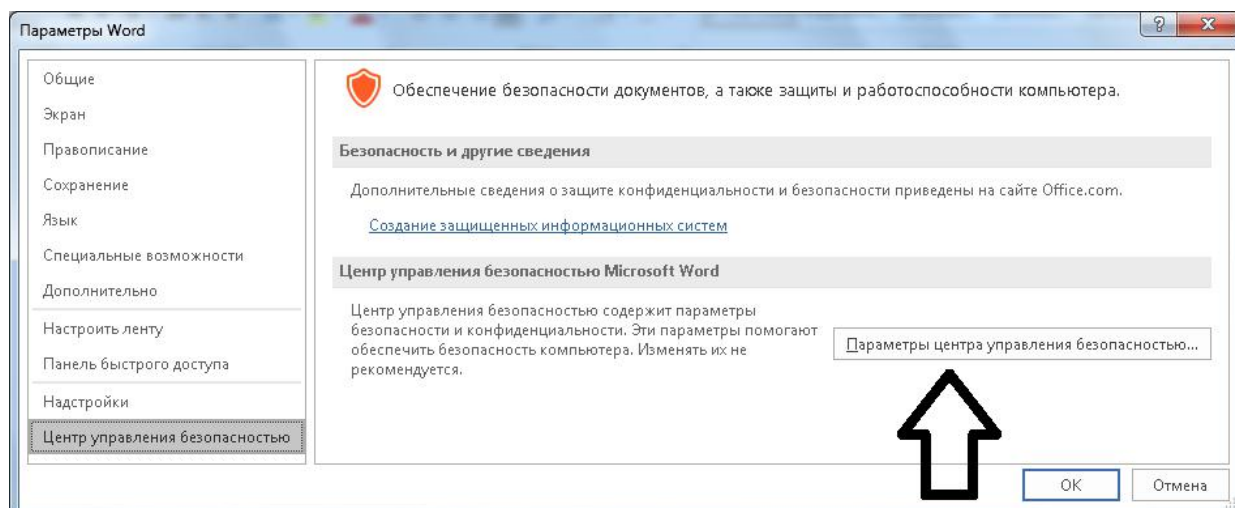 Параметры Word
Общие
Экран
Правописание
Сохранение
Язык
Специальные возможности
Дополнительно
Настроить ленту
Панель быстрого доступа
Надстройки
Центр управления безопасностью
Обеспечение безопасности документов, а также защиты и работоспособности компьютера.
Безопасность и другие сведения
Дополнительные сведения о защите конфиденциальности и безопасности приведены на сайте Office.com.
Создание защищенных информационных систем
Центр управления безопасностью Microsoft Word
Центр управления безопасностью содержит параметры
безопасности и конфиденциальности. Эти параметры помогают
обеспечить безопасность компьютера. Изменять их не
рекомендуется.
Параметры центра управления безопасностью...
ОК
Отмена